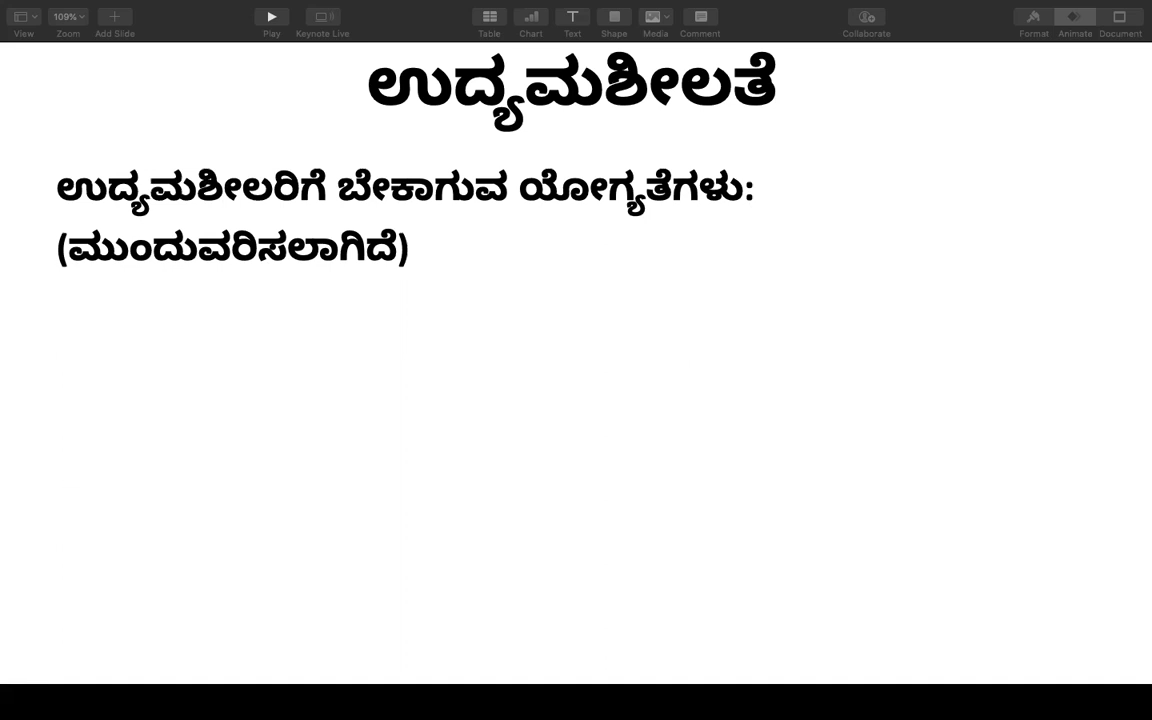 109%
View Zoom Add Slide Play Keynote Live Table Chart Text Shape Media Comment Collaborate Format Animate Document
ಉದ್ಯಮಶೀಲತೆ
ಉದ್ಯಮಶೀಲರಿಗೆ ಬೇಕಾಗುವ ಯೋಗ್ಯತೆಗಳು:
(ಮುಂದುವರಿಸಲಾಗಿದೆ)